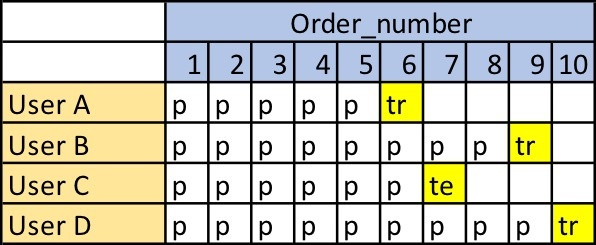 Order_number
1 2 3 4 5 6 7 8 9 10
User A p p p p p tr
User B p p p p p p p p tr
User C p p p p p p te
User D p p p p p p p p p tr